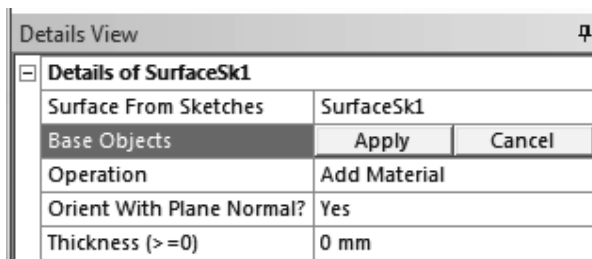 Details View
Details of SurfaceSk1
Surface From Sketches SurfaceSk1
Base Objects Apply Cancel
Operation Add Material
Orient With Plane Normal? Yes
Thickness (>=0) 0 mm